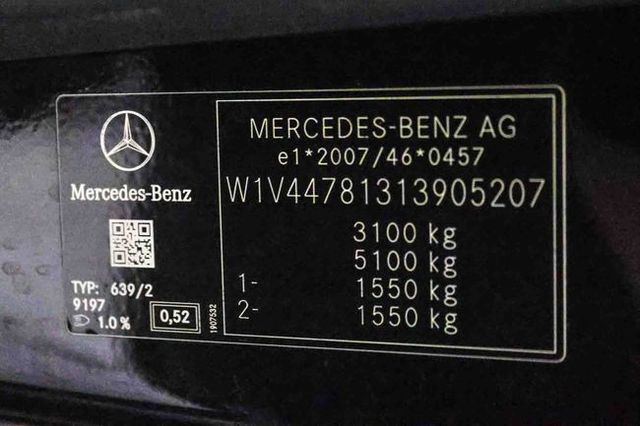 Mercedes-Benz
TYP: 639/2
9197
1.0 %
0,52
1907532
MERCEDES-BENZ AG
e1*2007/46*0457
W1V44781313905207
3100 kg
5100 kg
1- 1550 kg
2- 1550 kg